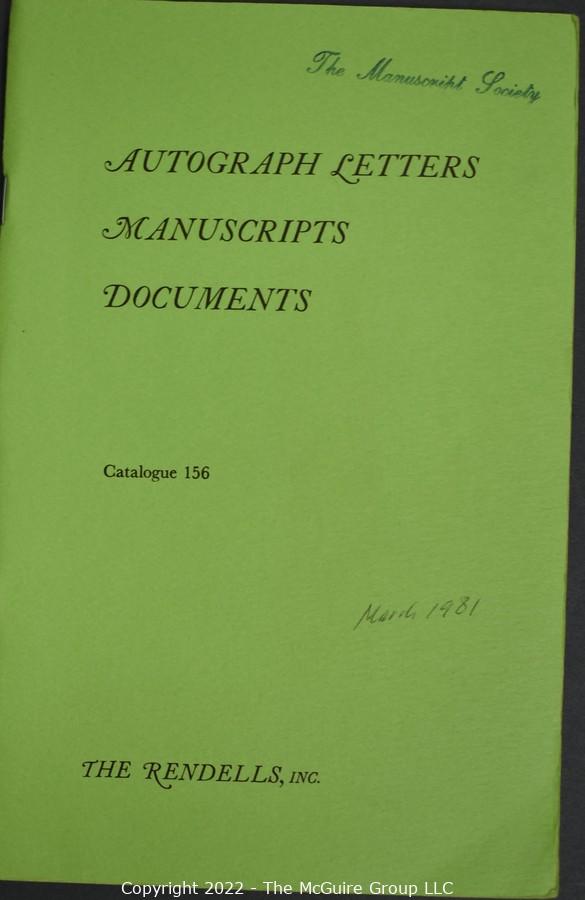 The Manuscript Society
AUTOGRAPH LETTERS
MANUSCRIPTS
DOCUMENTS
Catalogue 156
March 1981
THE RENDELLS, INC.
Copyright 2022 - The McGuire Group LLC